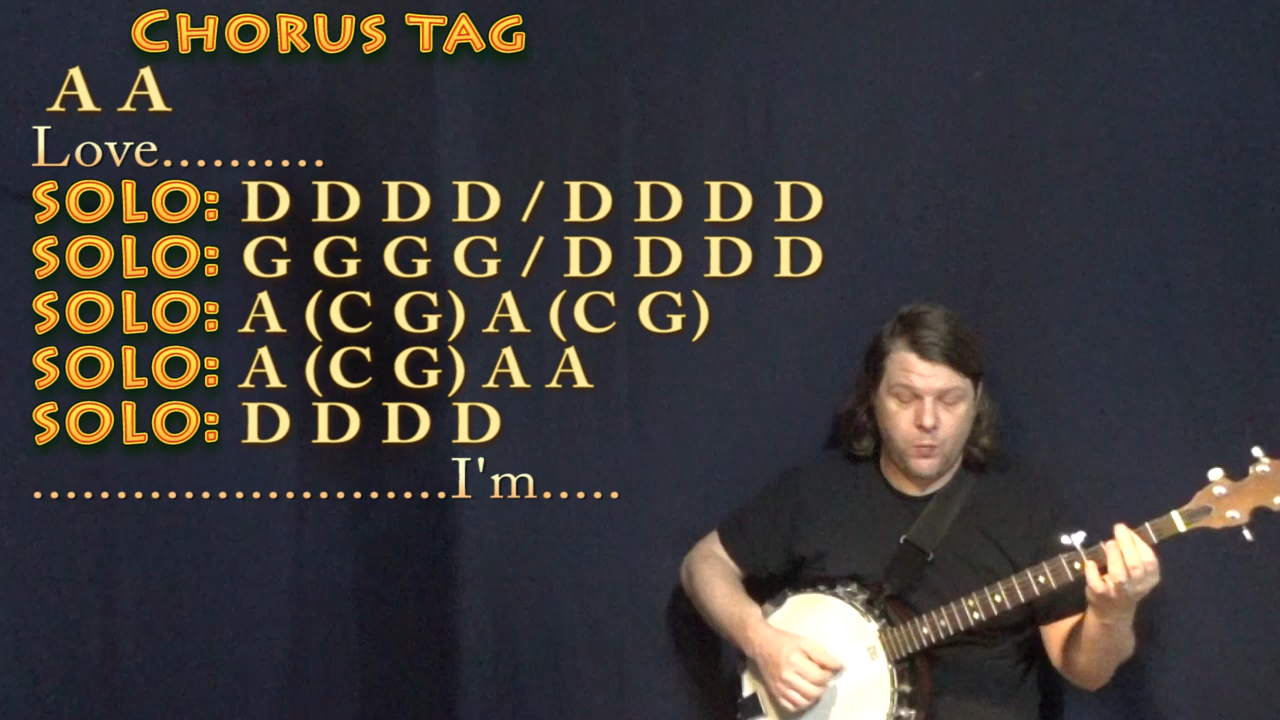 CHORUS TAG
A A
Love..........
SOLO: D D D D / D D D D
SOLO: G G G G / D D D D
SOLO: A (C G) A (C G)
SOLO: A (C G) A A
SOLO: D D D D
.........................I'm.....